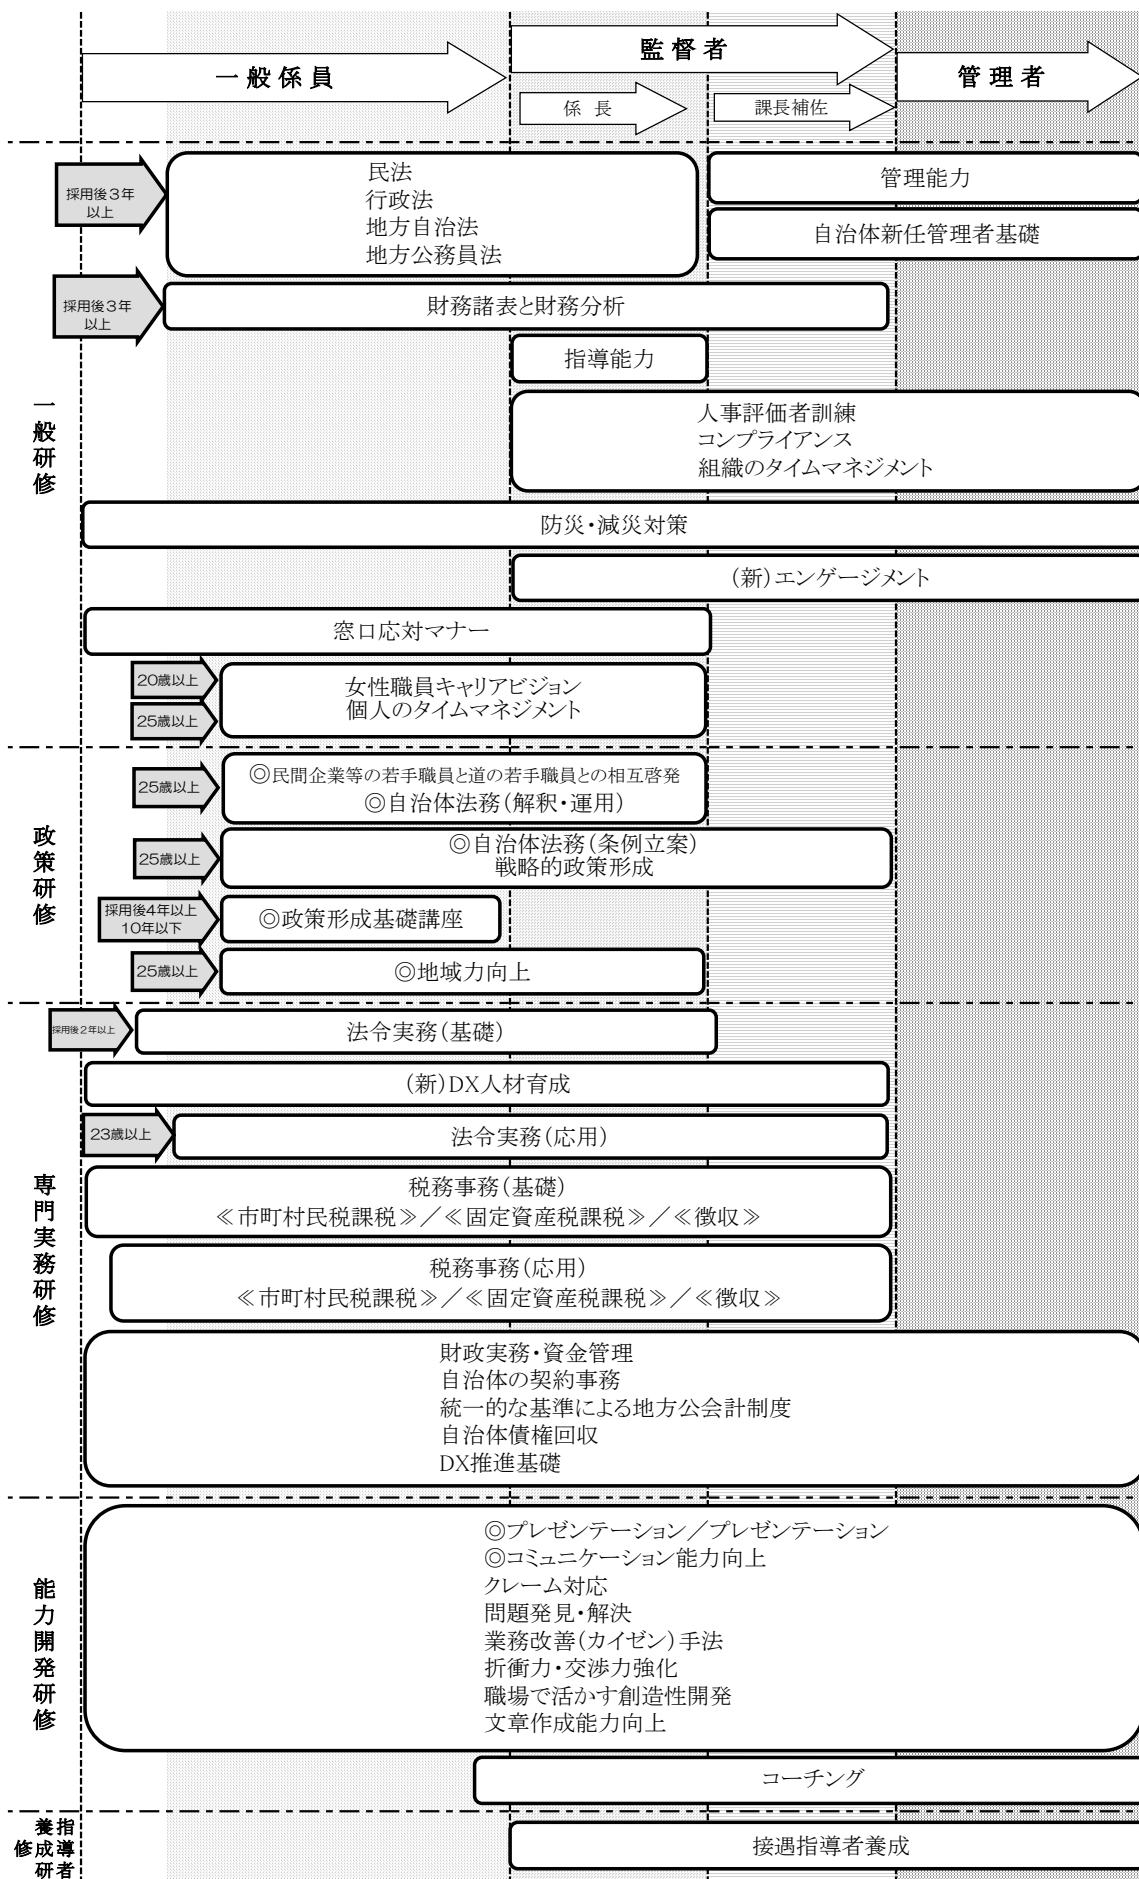 一般係員
監督者
管理者
係 長
課長補佐
一般研修
採用後3年
以上
民法
行政法
地方自治法
地方公務員法
管理能力
自治体新任管理者基礎
採用後3年
以上
財務諸表と財務分析
指導能力
人事評価者訓練
コンプライアンス
組織のタイムマネジメント
防災・減災対策
(新)エンゲージメント
窓口応対マナー
20歳以上
25歳以上
女性職員キャリアビジョン
個人のタイムマネジメント
政策研修
25歳以上
◎民間企業等の若手職員と道の若手職員との相互啓発
◎自治体法務(解釈・運用)
25歳以上
◎自治体法務(条例立案)
戦略的政策形成
採用後4年以上
10年以下
◎政策形成基礎講座
25歳以上
◎地域力向上
専門実務研修
採用後2年以上
法令実務(基礎)
(新)DX人材育成
23歳以上
法令実務(応用)
税務事務(基礎)
≪市町村民税課税≫/≪固定資産税課税≫/≪徴収≫
税務事務(応用)
≪市町村民税課税≫/≪固定資産税課税≫/≪徴収≫
財政実務・資金管理
自治体の契約事務
統一的な基準による地方公会計制度
自治体債権回収
DX推進基礎
能力開発研修
◎プレゼンテーション/プレゼンテーション
◎コミュニケーション能力向上
クレーム対応
問題発見・解決
業務改善(カイゼン)手法
折衝力・交渉力強化
職場で活かす創造性開発
文章作成能力向上
コーチング
指導者
養成研
修
接遇指導者養成